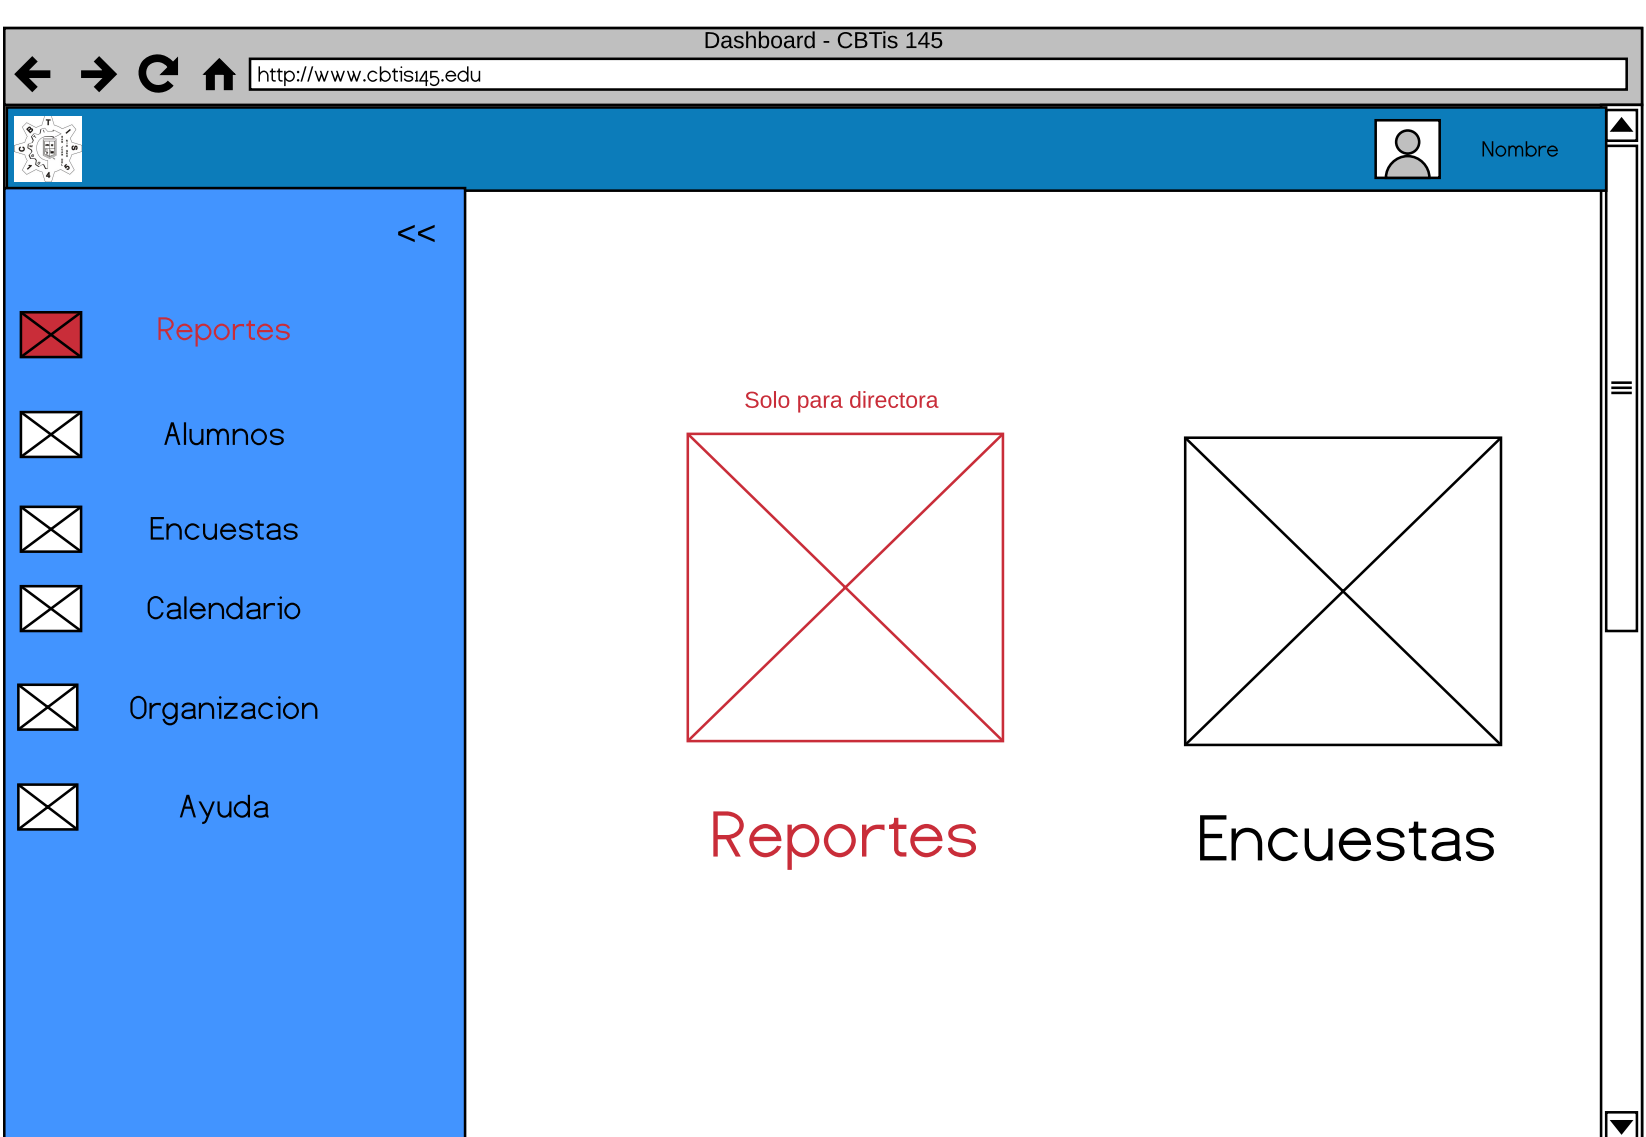 Dashboard - CBTis 145
http://www.cbtis145.edu
Nombre
<<
Reportes
Alumnos
Encuestas
Calendario
Organizacion
Ayuda
Solo para directora
Reportes
Encuestas